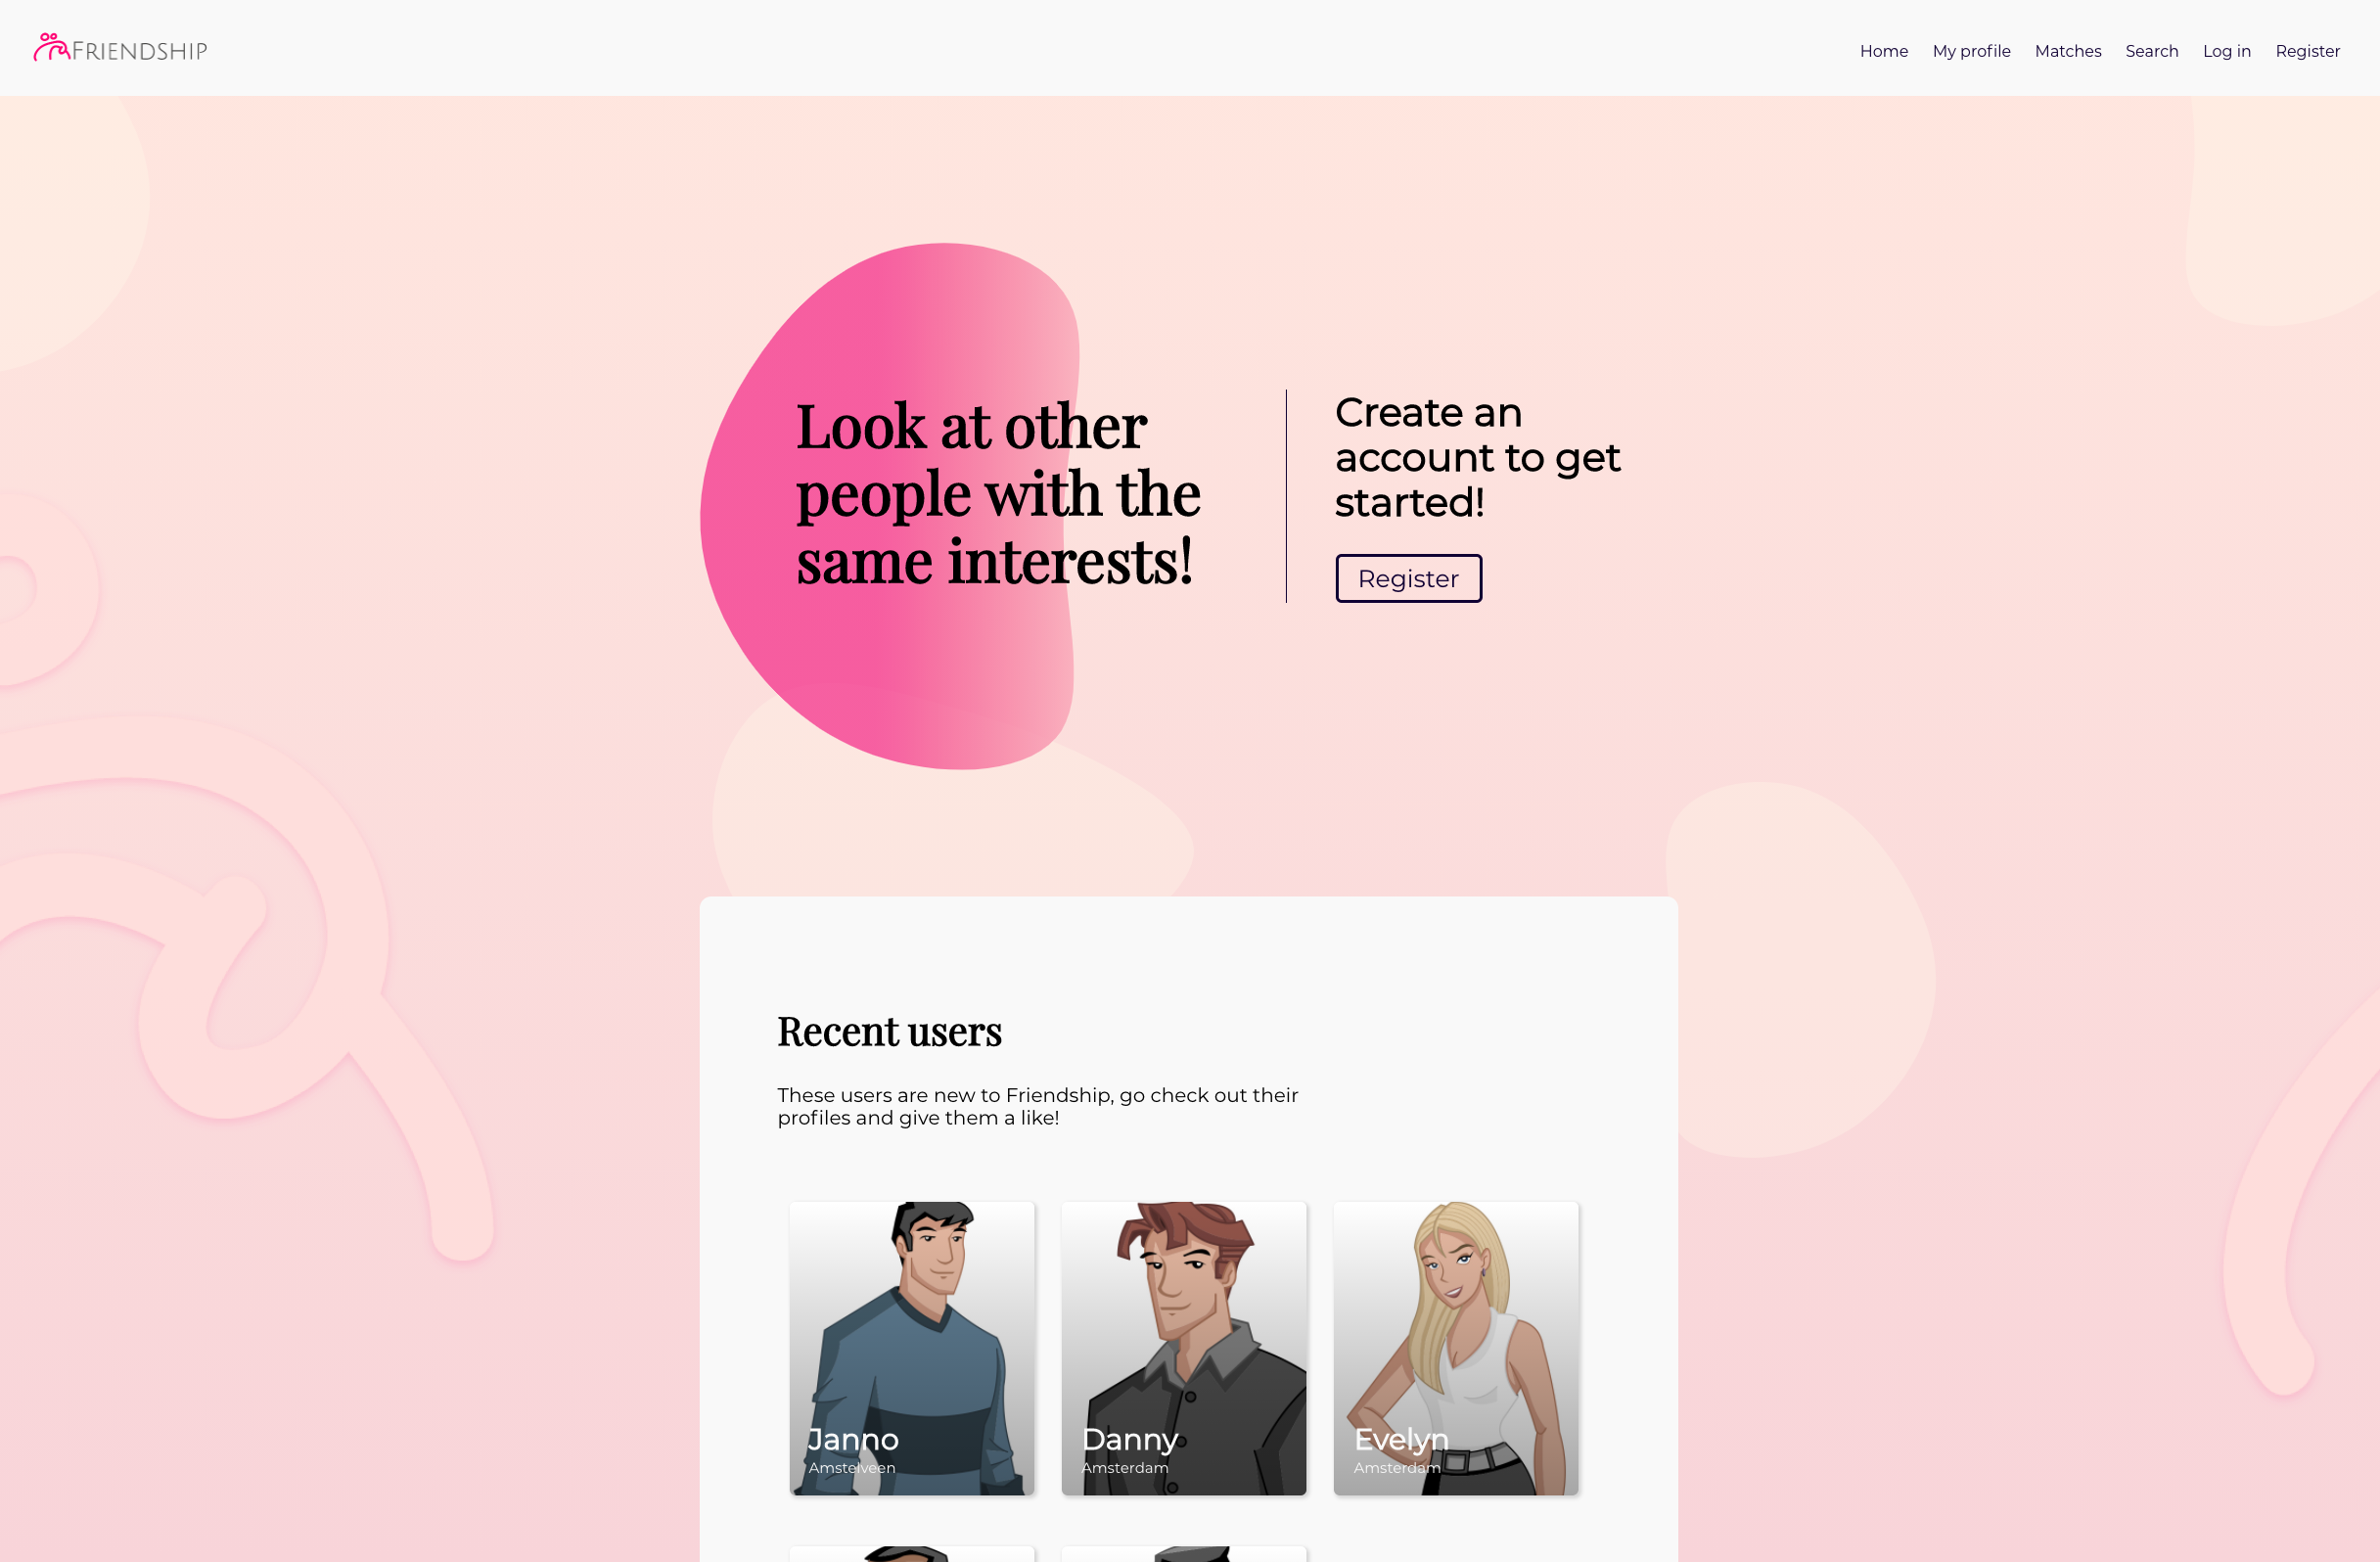 FRIENDSHIP
Home My profile Matches Search Log in Register
Look at other
people with the
same interests!
Create an
account to get
started!
Register
Recent users
These users are new to Friendship, go check out their
profiles and give them a like!
Janno
Amstelveen
Danny
Amsterdam
Evelyn
Amsterdam